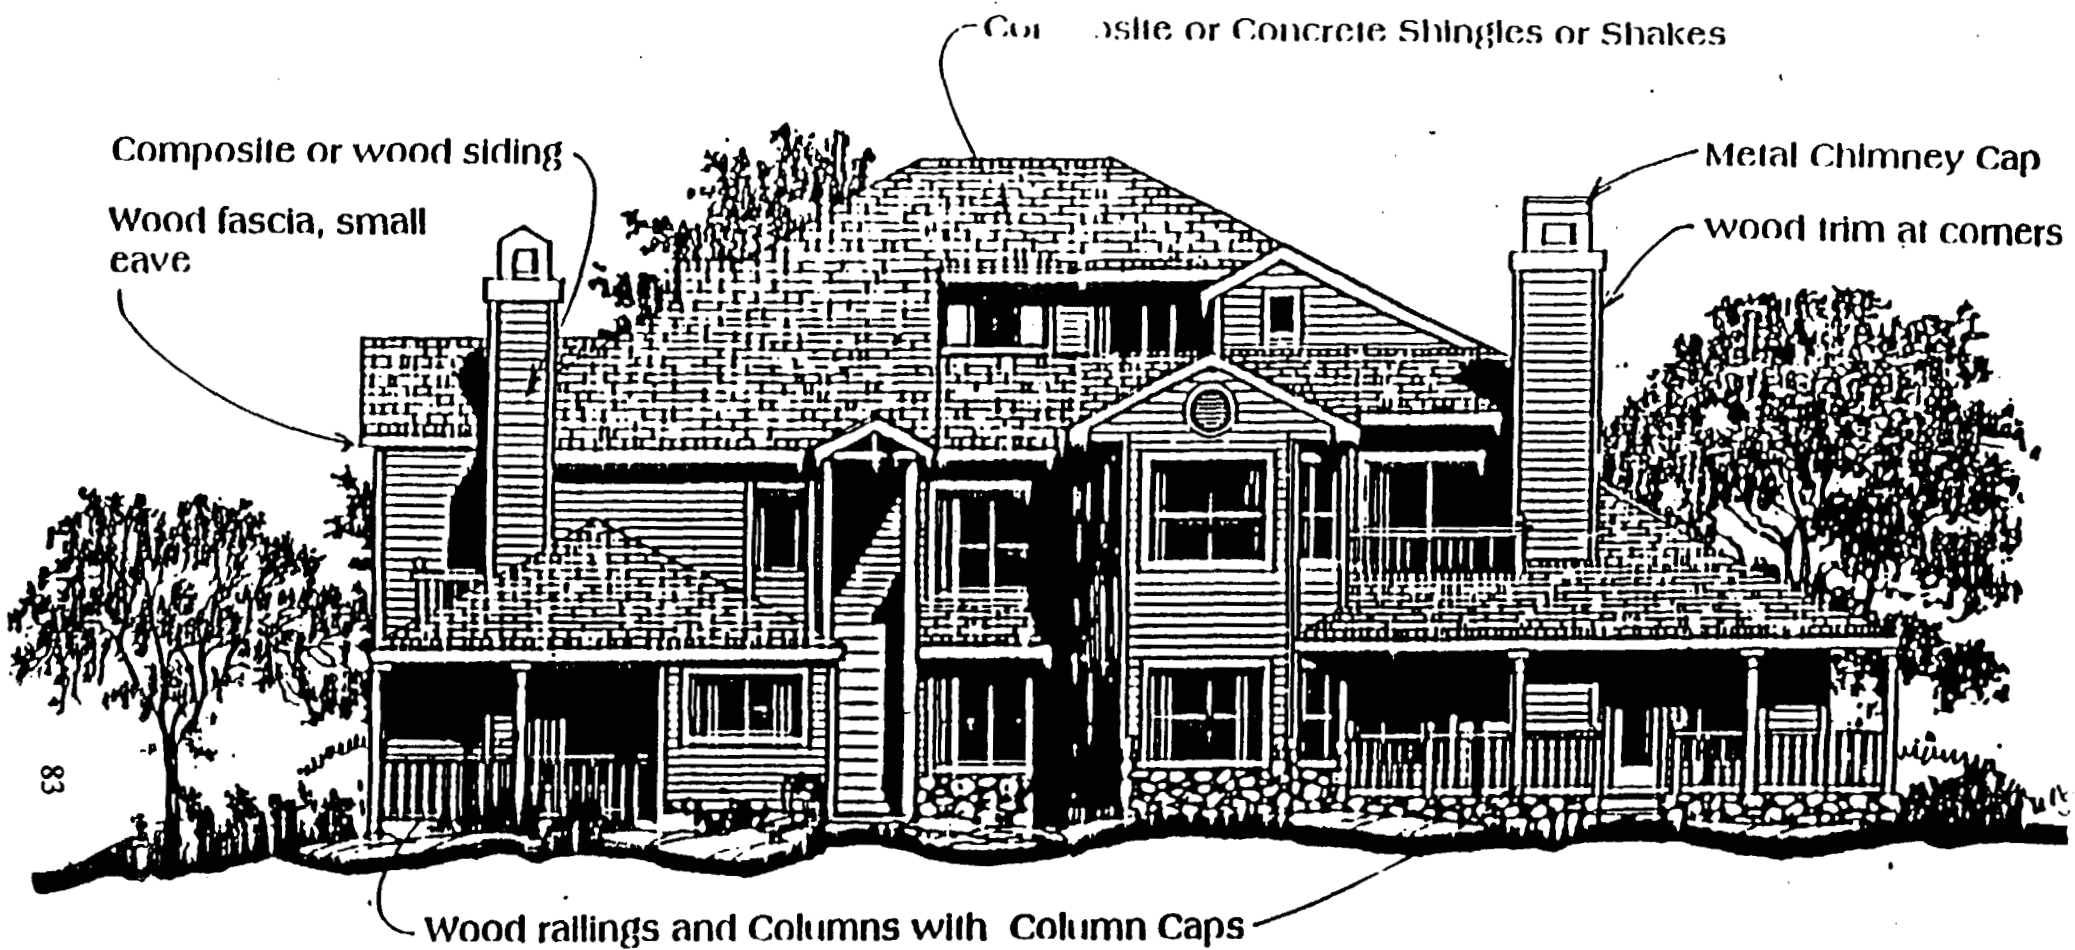 or Concrete Shingles or Shakes
Composite or wood siding
Metal Chimney Cap
Wood fascia, small
eave
Wood trim at corners
83
Wood railings and Columns with Column Caps